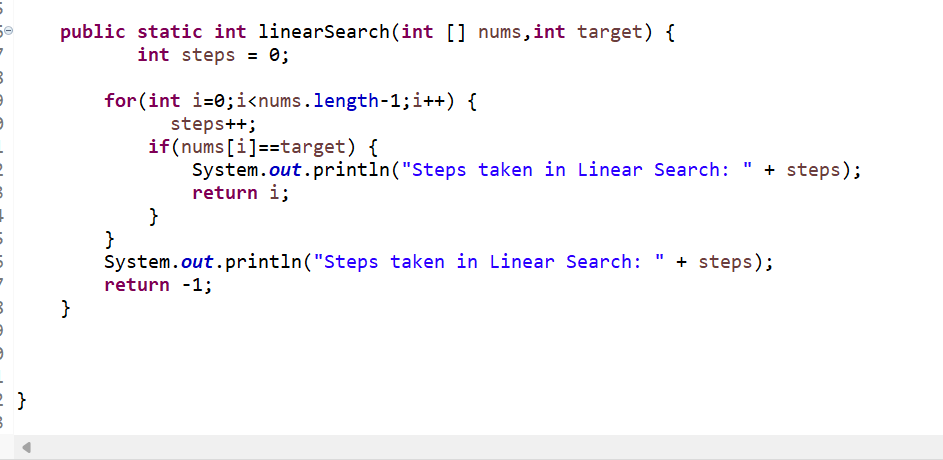 public static int linearSearch(int [] nums,int target) {
int steps = 0;
for(int i=0;i<nums.length-1;i++) {
steps++;
if(nums[i]==target) {
System.out.println("Steps taken in Linear Search: " + steps);
return i;
}
}
System.out.println("Steps taken in Linear Search: " + steps);
return -1;
}
}